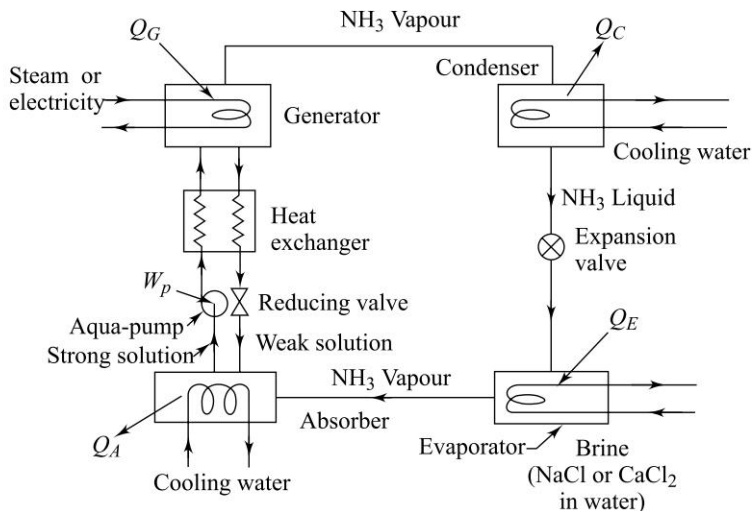 NH3 Vapour
QG
QC
Steam or
electricity
Condenser
Generator
Cooling water
NH3 Liquid
Heat
exchanger
Expansion
valve
Wp
Reducing valve
Aqua-pump
Strong solution
Weak solution
QE
NH3 Vapour
Absorber
QA
Cooling water
Evaporator
Brine
(NaCl or CaCl2
in water)